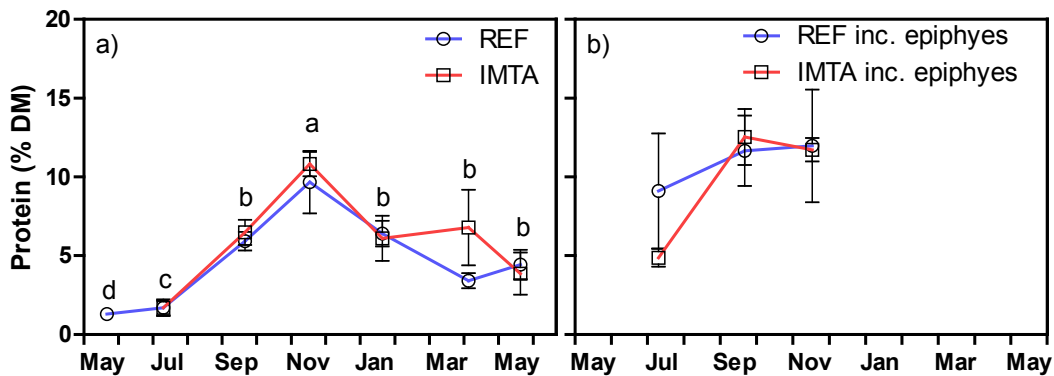 Protein (% DM)
20
15
10
5
0
a)
REF
IMTA
d
c
b
a
b
b
b
May Jul Sep Nov Jan Mar May
b)
REF inc. epiphyes
IMTA inc. epiphyes
May Jul Sep Nov Jan Mar May